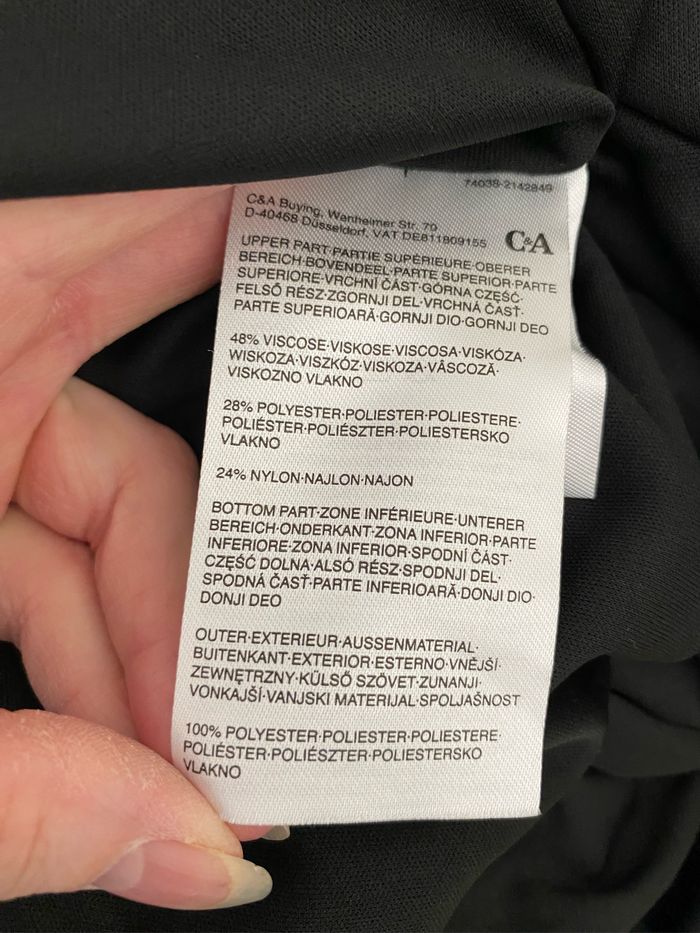 74038-2142849
C&A Buying, Wanheimer Str. 70
D-40468 Düsseldorf, VAT DE811809155
C&A
UPPER PART·PARTIE SUPÉRIEURE·OBERER
BEREICH·BOVENDEEL·PARTE SUPERIOR·PARTE
SUPERIORE·VRCHNÍ ČÁST·GÓRNA CZĘŚĆ·
FELSŐ RÉSZ·ZGORNJI DEL·VRCHNÁ ČASŤ·
PARTE SUPERIOARĂ·GORNJI DIO·GORNJI DEO
48% VISCOSE·VISKOSE·VISCOSA·VISKÓZA·
WISKOZA·VISZKÓZ·VISKOZA·VÂSCOZĂ·
VISKOZNO VLAKNO
28% POLYESTER·POLIESTER·POLIESTERE·
POLIÉSTER·POLIÉSZTER·POLIESTERSKO
VLAKNO
24% NYLON·NAJLON·NAJON
BOTTOM PART·ZONE INFÉRIEURE·UNTERER
BEREICH·ONDERKANT·ZONA INFERIOR·PARTE
INFERIORE·ZONA INFERIOR·SPODNÍ ČÁST·
CZĘŚĆ DOLNA·ALSÓ RÉSZ·SPODNJI DEL·
SPODNÁ ČASŤ·PARTE INFERIOARĂ·DONJI DIO·
DONJI DEO
OUTER·EXTERIEUR·AUSSENMATERIAL·
BUITENKANT·EXTERIOR·ESTERNO·VNĚJŠÍ·
ZEWNĘTRZNY·KÜLSŐ SZÖVET·ZUNANJI·
VONKAJŠÍ·VANJSKI MATERIJAL·SPOLJAŠNOST
100% POLYESTER·POLIESTER·POLIESTERE·
POLIÉSTER·POLIÉSZTER·POLIESTERSKO
VLAKNO